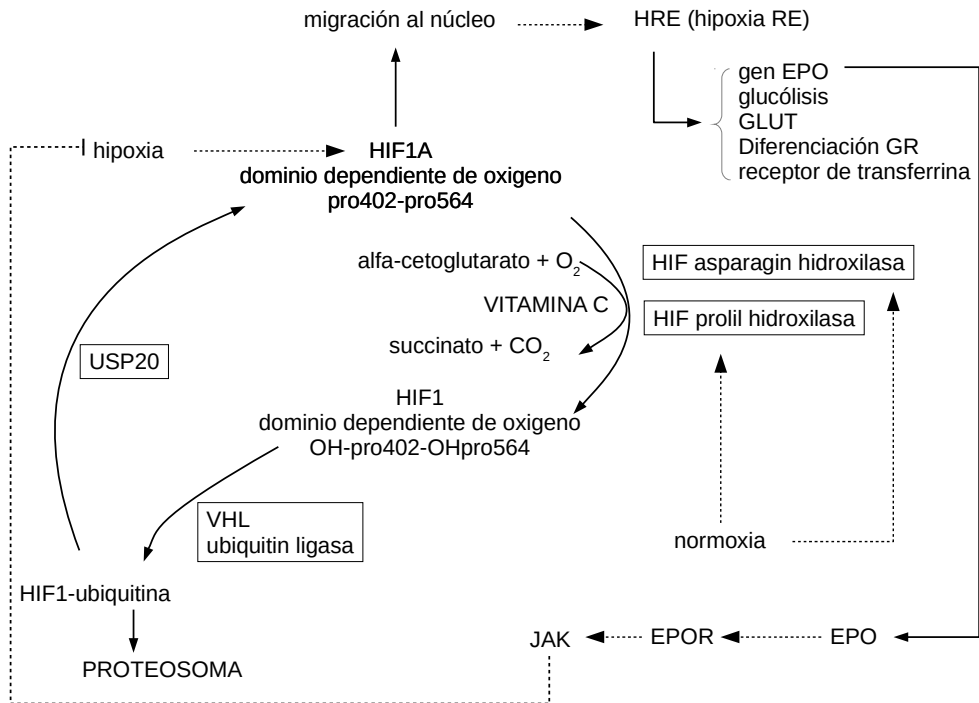 migración al núcleo
HRE (hipoxia RE)
gen EPO
glucólisis
GLUT
Diferenciación GR
receptor de transferrina
hipoxia
HIF1A
dominio dependiente de oxigeno
pro402-pro564
alfa-cetoglutarato + O₂
HIF asparagin hidroxilasa
VITAMINA C
HIF prolil hidroxilasa
succinato + CO₂
USP20
HIF1
dominio dependiente de oxigeno
OH-pro402-OHpro564
VHL
ubiquitin ligasa
normoxia
HIF1-ubiquitina
PROTEOSOMA
JAK
EPOR
EPO